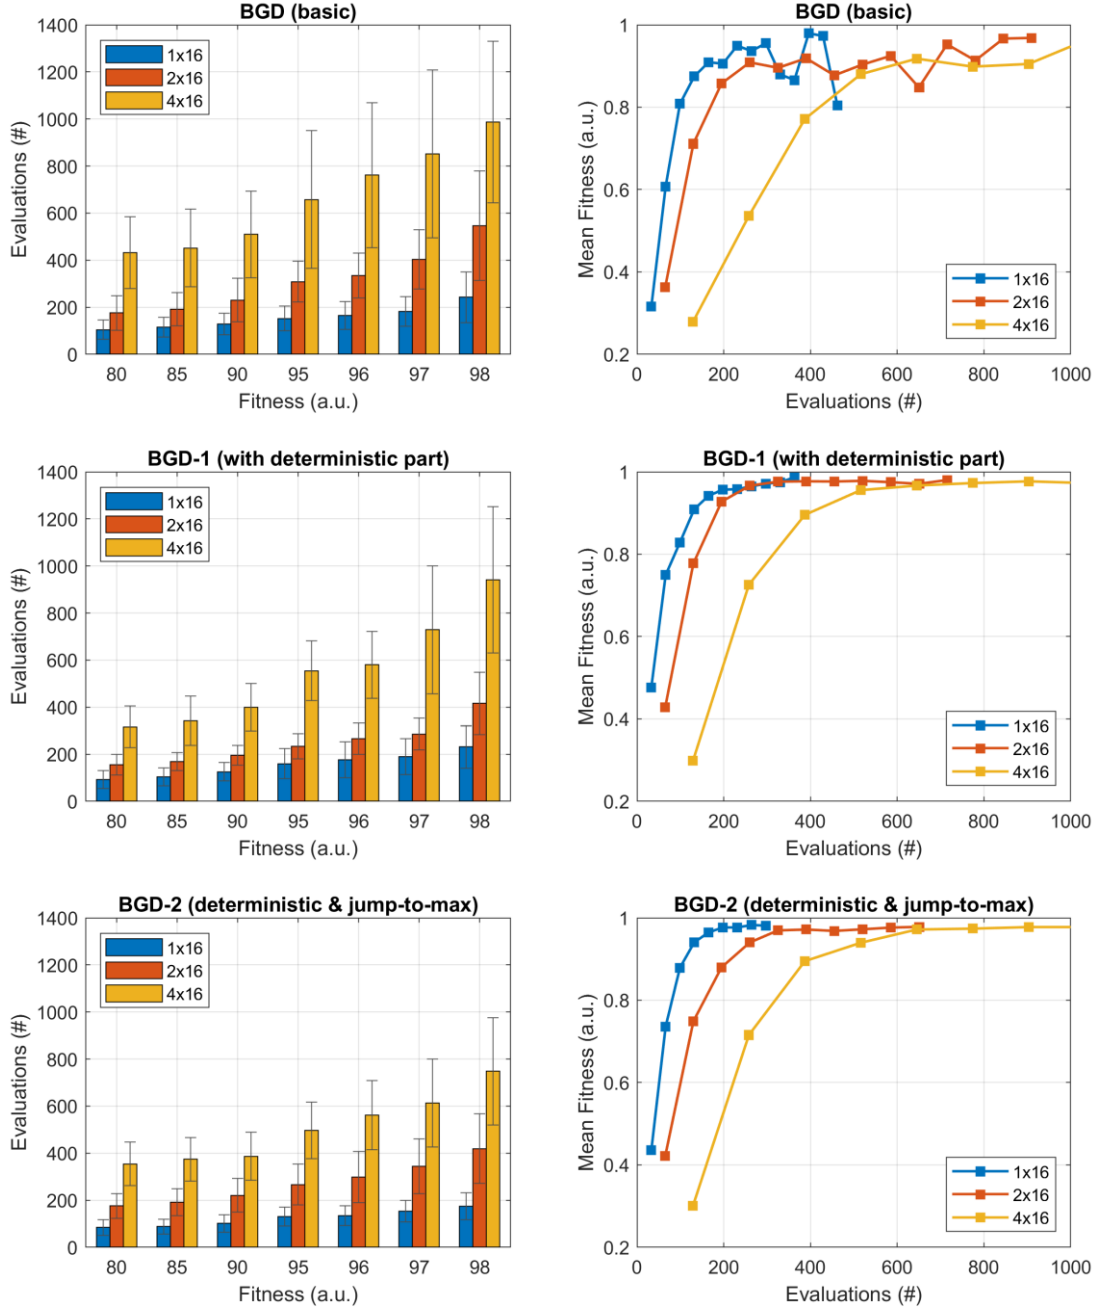 BGD (basic)
1400
1200
1000
800
600
400
200
0
Evaluations (#)
1x16
2x16
4x16
80 85 90 95 96 97 98
Fitness (a.u.)
BGD (basic)
1
0.8
0.6
0.4
0.2
Mean Fitness (a.u.)
1x16
2x16
4x16
0 200 400 600 800 1000
Evaluations (#)
BGD-1 (with deterministic part)
1400
1200
1000
800
600
400
200
0
Evaluations (#)
1x16
2x16
4x16
80 85 90 95 96 97 98
Fitness (a.u.)
BGD-1 (with deterministic part)
1
0.8
0.6
0.4
0.2
Mean Fitness (a.u.)
1x16
2x16
4x16
0 200 400 600 800 1000
Evaluations (#)
BGD-2 (deterministic & jump-to-max)
1400
1200
1000
800
600
400
200
0
Evaluations (#)
1x16
2x16
4x16
80 85 90 95 96 97 98
Fitness (a.u.)
BGD-2 (deterministic & jump-to-max)
1
0.8
0.6
0.4
0.2
Mean Fitness (a.u.)
1x16
2x16
4x16
0 200 400 600 800 1000
Evaluations (#)